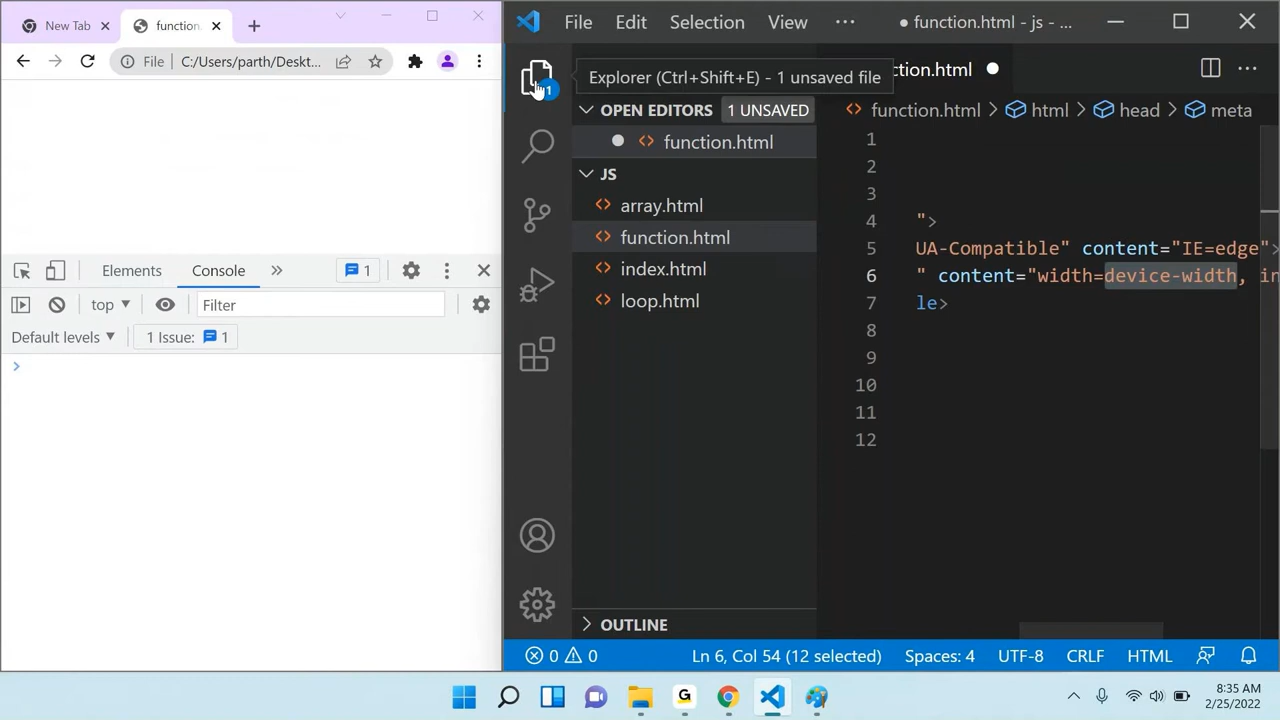 New Tab
function.
File C:/Users/parth/Deskt...
Elements
Console
1
top
Filter
Default levels
1 Issue: 1
File Edit Selection View ···
● function.html - js - ...
Explorer (Ctrl+Shift+E) - 1 unsaved file
ction.html
1
OPEN EDITORS 1 UNSAVED
function.html
JS
array.html
function.html
index.html
loop.html
OUTLINE
function.html > html > head > meta
1
2
3
4 ">
5 UA-Compatible" content="IE=edge">
6 " content="width=device-width, in
7 le>
8
9
10
11
12
0 0 Ln 6, Col 54 (12 selected) Spaces: 4 UTF-8 CRLF HTML
G
8:35 AM
2/25/2022